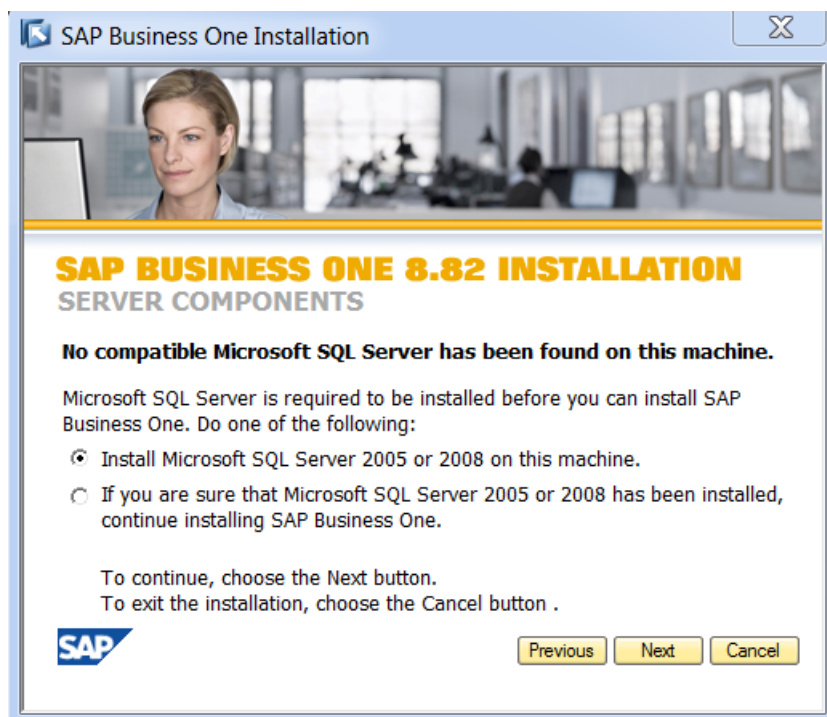 SAP Business One Installation
SAP BUSINESS ONE 8.82 INSTALLATION
SERVER COMPONENTS
No compatible Microsoft SQL Server has been found on this machine.
Microsoft SQL Server is required to be installed before you can install SAP
Business One. Do one of the following:
Install Microsoft SQL Server 2005 or 2008 on this machine.
If you are sure that Microsoft SQL Server 2005 or 2008 has been installed,
continue installing SAP Business One.
To continue, choose the Next button.
To exit the installation, choose the Cancel button .
SAP
Previous Next Cancel